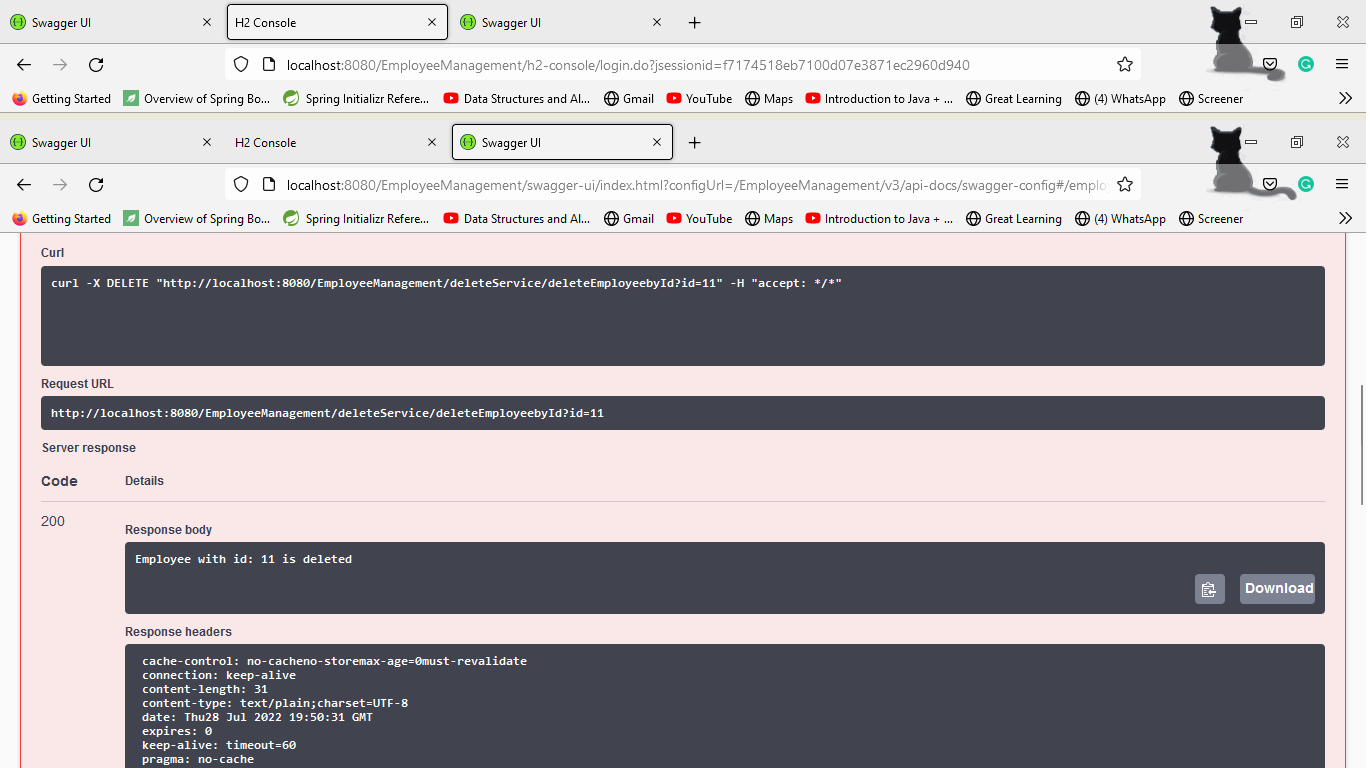 Swagger UI
H2 Console
Swagger UI
localhost:8080/EmployeeManagement/h2-console/login.do?jsessionid=f7174518eb7100d07e3871ec2960d940
Getting Started
Overview of Spring Bo...
Spring Initializr Refere...
Data Structures and Al...
Gmail
YouTube
Maps
Introduction to Java + ...
Great Learning
(4) WhatsApp
Screener
Swagger UI
H2 Console
Swagger UI
localhost:8080/EmployeeManagement/swagger-ui/index.html?configUrl=/EmployeeManagement/v3/api-docs/swagger-config#/emplo
Getting Started
Overview of Spring Bo...
Spring Initializr Refere...
Data Structures and Al...
Gmail
YouTube
Maps
Introduction to Java + ...
Great Learning
(4) WhatsApp
Screener
Curl
curl -X DELETE "http://localhost:8080/EmployeeManagement/deleteService/deleteEmployeebyId?id=11" -H "accept: */*"
Request URL
http://localhost:8080/EmployeeManagement/deleteService/deleteEmployeebyId?id=11
Server response
Code Details
200
Response body
Employee with id: 11 is deleted
Download
Response headers
cache-control: no-cacheno-storemax-age=0must-revalidate
connection: keep-alive
content-length: 31
content-type: text/plain;charset=UTF-8
date: Thu28 Jul 2022 19:50:31 GMT
expires: 0
keep-alive: timeout=60
pragma: no-cache